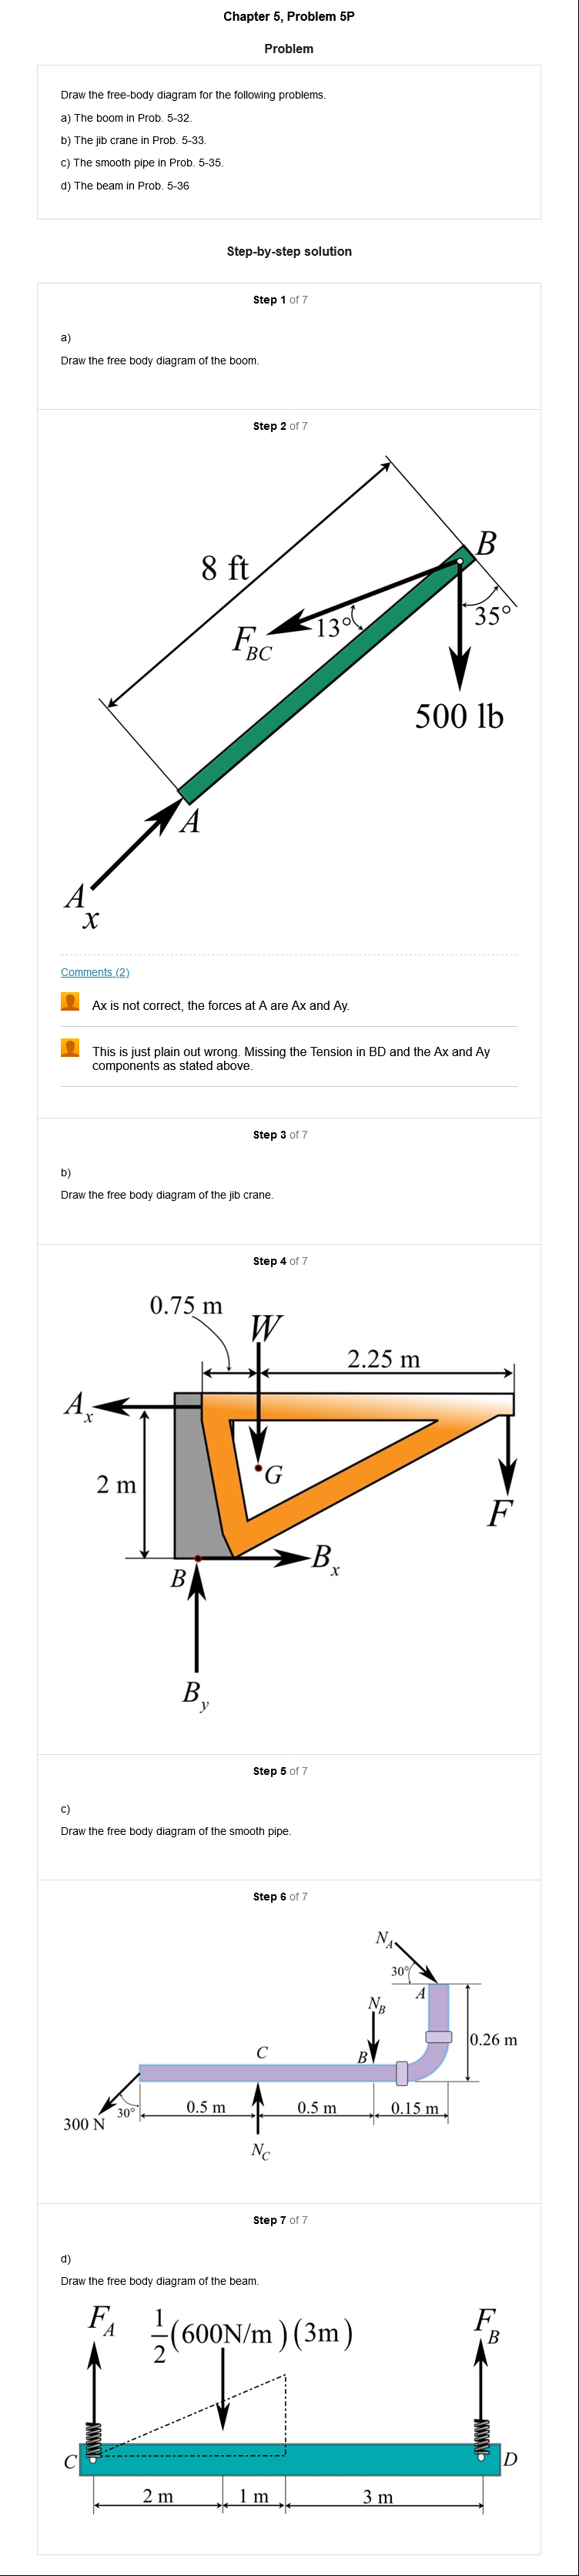 Chapter 5, Problem 5P
Problem
Draw the free-body diagram for the following problems.
a) The boom in Prob. 5-32.
b) The jib crane in Prob. 5-33.
c) The smooth pipe in Prob. 5-35.
d) The beam in Prob. 5-36
Step-by-step solution
Step 1 of 7
a)
Draw the free body diagram of the boom.
Step 2 of 7
B
8 ft
35°
13°
F_BC
500 lb
A
A_x
Comments (2)
Ax is not correct, the forces at A are Ax and Ay.
This is just plain out wrong. Missing the Tension in BD and the Ax and Ay
components as stated above.
Step 3 of 7
b)
Draw the free body diagram of the jib crane.
Step 4 of 7
0.75 m
W
2.25 m
A_x
G
2 m
F
B
B_x
B_y
Step 5 of 7
c)
Draw the free body diagram of the smooth pipe.
Step 6 of 7
N_A
30°
A
N_B
0.26 m
C
B
30°
0.5 m
0.5 m
0.15 m
300 N
N_C
Step 7 of 7
d)
Draw the free body diagram of the beam.
F_A
1/2 (600N/m)(3m)
F_B
C
D
2 m
1 m
3 m